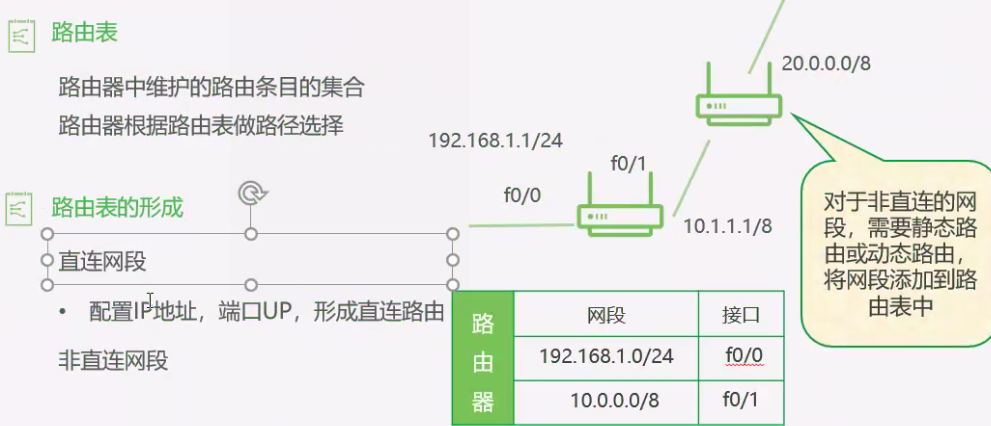 路由表
路由器中维护的路由条目的集合
路由器根据路由表做路径选择
路由表的形成
直连网段
• 配置IP地址，端口UP，形成直连路由
非直连网段
192.168.1.1/24
f0/0
f0/1
10.1.1.1/8
20.0.0.0/8
对于非直连的网
段，需要静态路
由或动态路由，
将网段添加到路
由表中
路
由
器
网段 接口
192.168.1.0/24 f0/0
10.0.0.0/8 f0/1